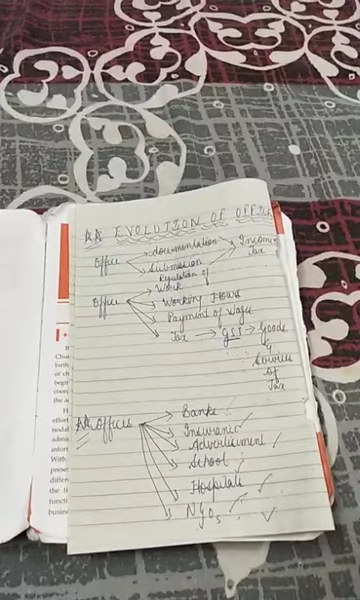 EVOLUTION OF OFFICE
Office
documentation
Submission
Income
Tax
Office
Regulation of
Work
Working Hours
Payment of Wages
Tax → GST → Goods
&
Services
of
Tax
Offices
Banks
Insurance
Advertisement
School
Hospitals
NGOs